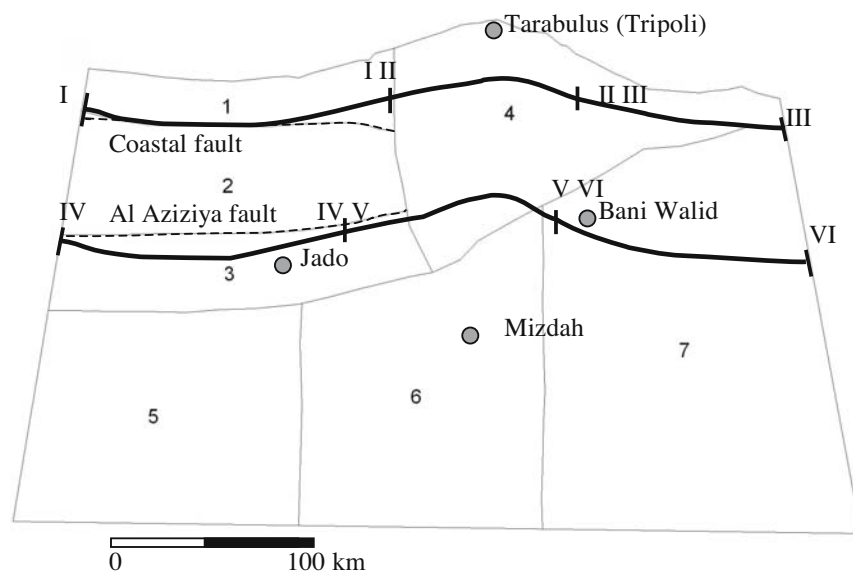 Tarabulus (Tripoli)
I
I II
II III
III
1
4
Coastal fault
2
IV
Al Aziziya fault
IV V
V VI
Bani Walid
VI
Jado
3
Mizdah
7
6
5
0
100 km